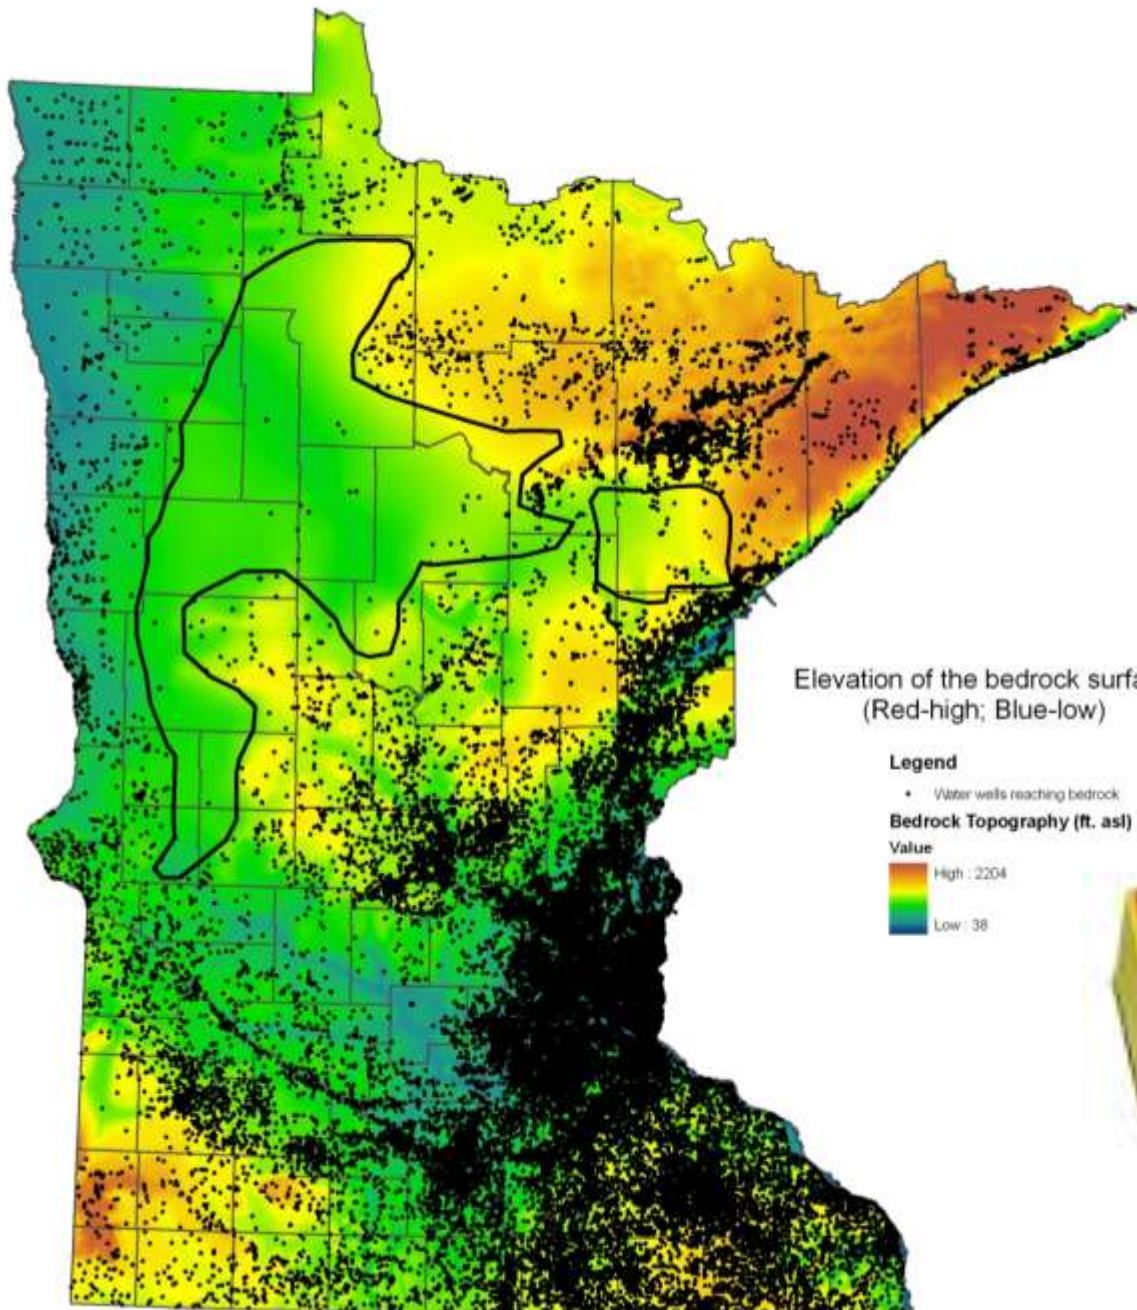 Elevation of the bedrock surfa
(Red-high; Blue-low)
Legend
Water wells reaching bedrock
Bedrock Topography (ft. asl)
Value
High : 2204
Low : 38